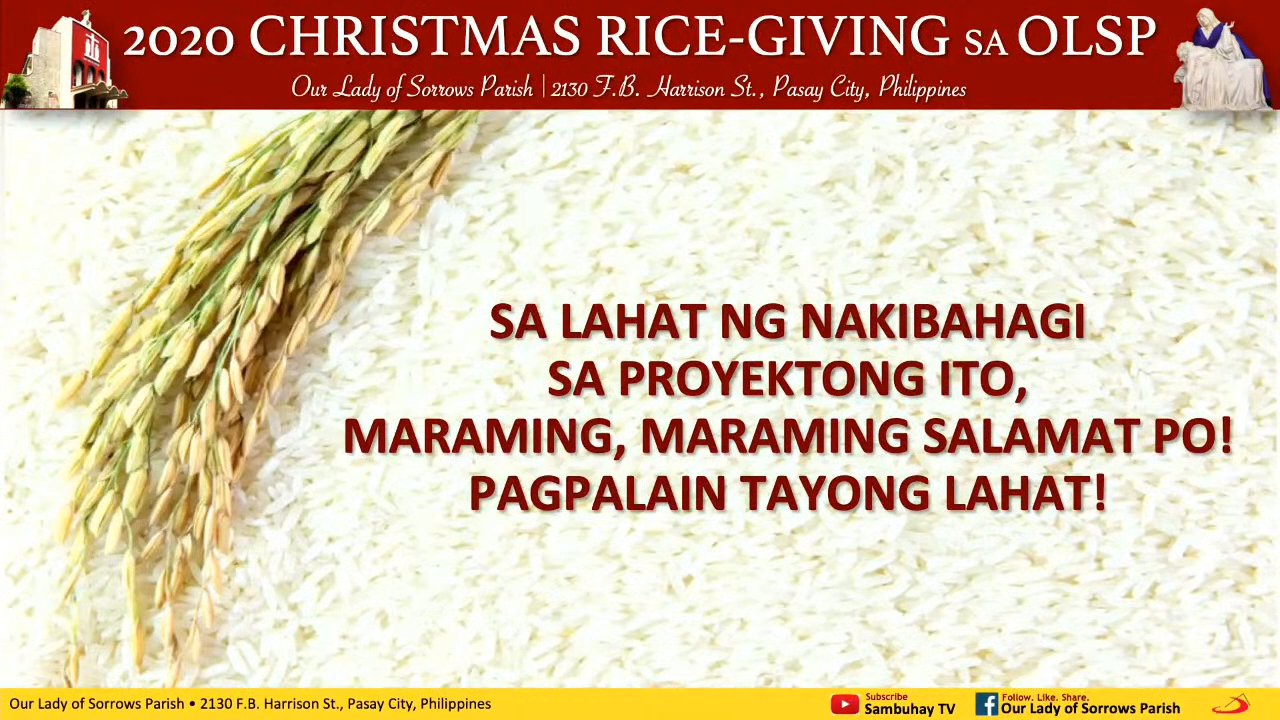 2020 CHRISTMAS RICE-GIVING SA OLSP
Our Lady of Sorrows Parish | 2130 F.B. Harrison St., Pasay City, Philippines
SA LAHAT NG NAKIBAHAGI
SA PROYEKTONG ITO,
MARAMING, MARAMING SALAMAT PO!
PAGPALAIN TAYONG LAHAT!
Our Lady of Sorrows Parish • 2130 F.B. Harrison St., Pasay City, Philippines
Subscribe
Sambuhay TV
Follow. Like. Share.
Our Lady of Sorrows Parish